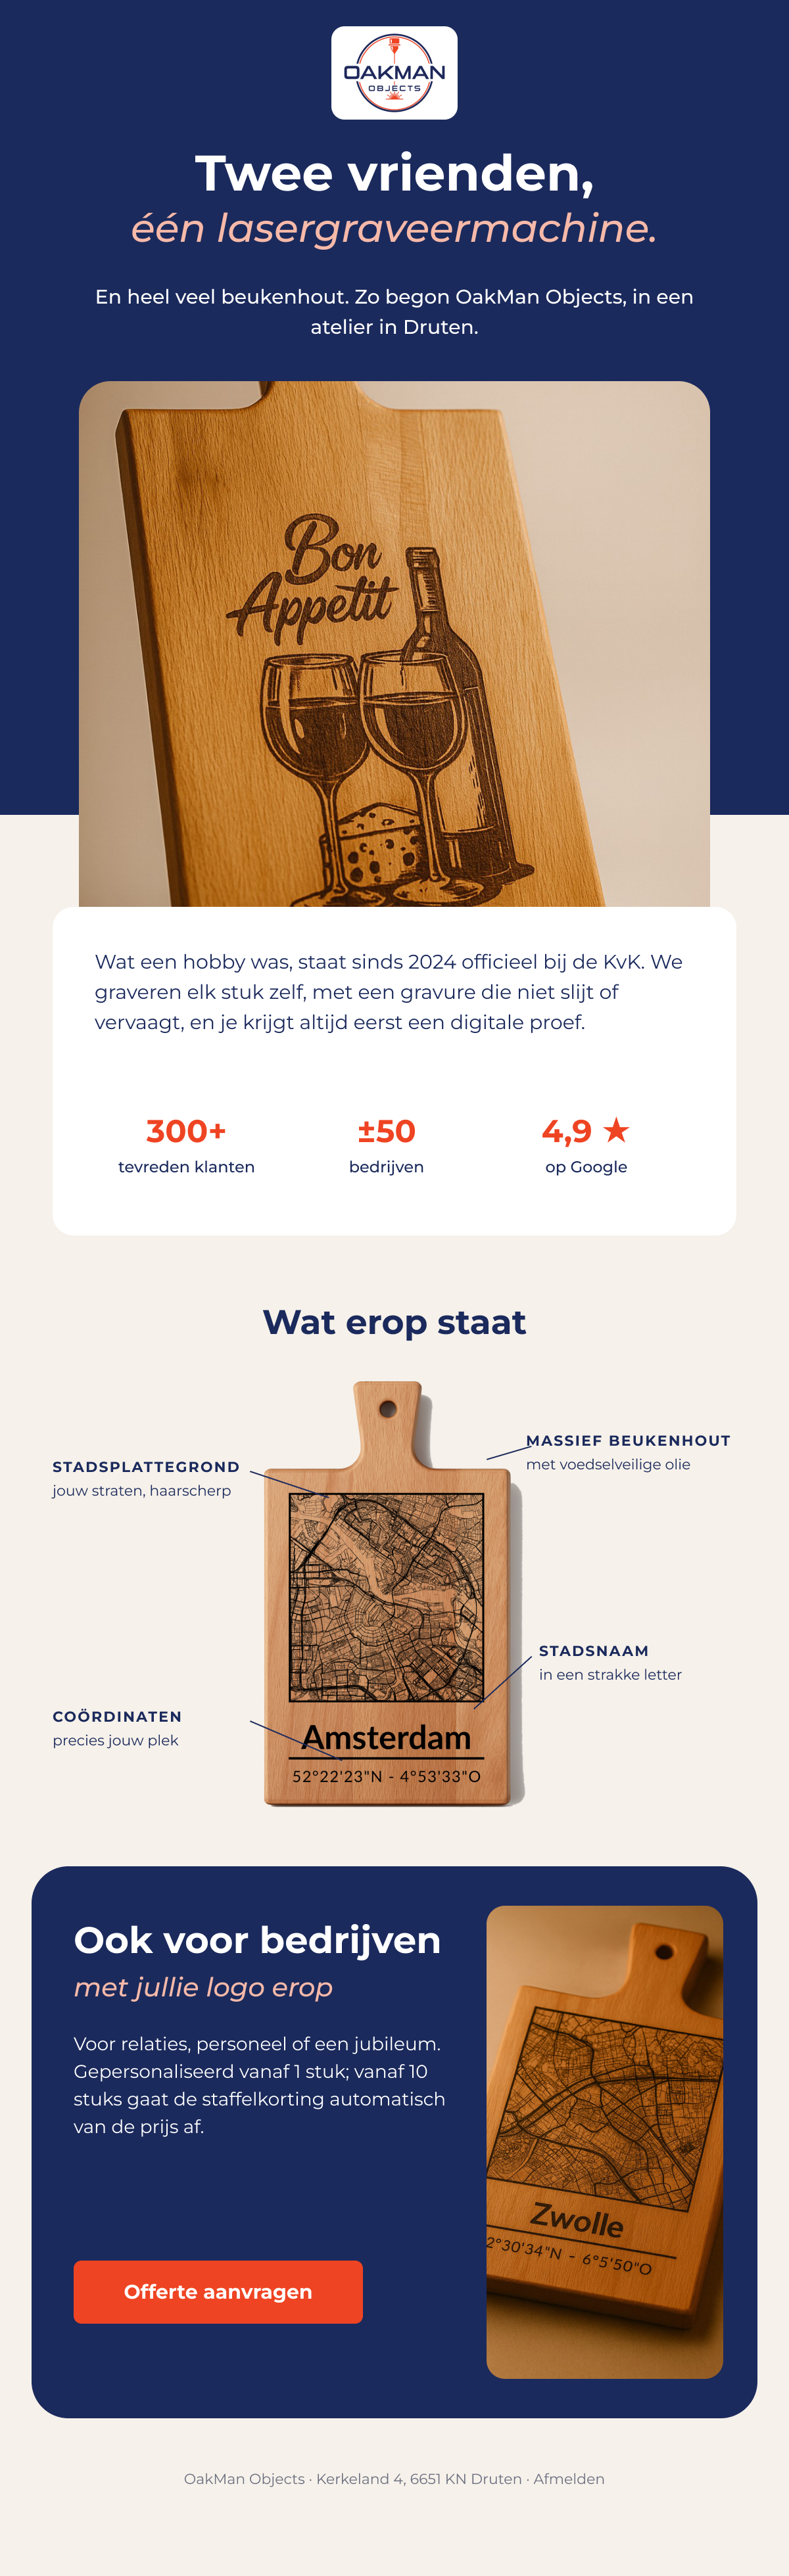 OAKMAN
OBJECTS
Twee vrienden,
één lasergraveermachine.
En heel veel beukenhout. Zo begon OakMan Objects, in een
atelier in Druten.
Bon
Appetit
Wat een hobby was, staat sinds 2024 officieel bij de KvK. We
graveren elk stuk zelf, met een gravure die niet slijt of
vervaagt, en je krijgt altijd eerst een digitale proef.
300+
tevreden klanten
±50
bedrijven
4,9 ★
op Google
Wat erop staat
MASSIEF BEUKENHOUT
met voedselveilige olie
STADSPLATTEGROND
jouw straten, haarscherp
STADSNAAM
in een strakke letter
COÖRDINATEN
precies jouw plek
Amsterdam
52°22'23"N - 4°53'33"O
Ook voor bedrijven
met jullie logo erop
Voor relaties, personeel of een jubileum.
Gepersonaliseerd vanaf 1 stuk; vanaf 10
stuks gaat de staffelkorting automatisch
van de prijs af.
Zwolle
2°30'34"N - 6°5'50"O
Offerte aanvragen
OakMan Objects · Kerkeland 4, 6651 KN Druten · Afmelden